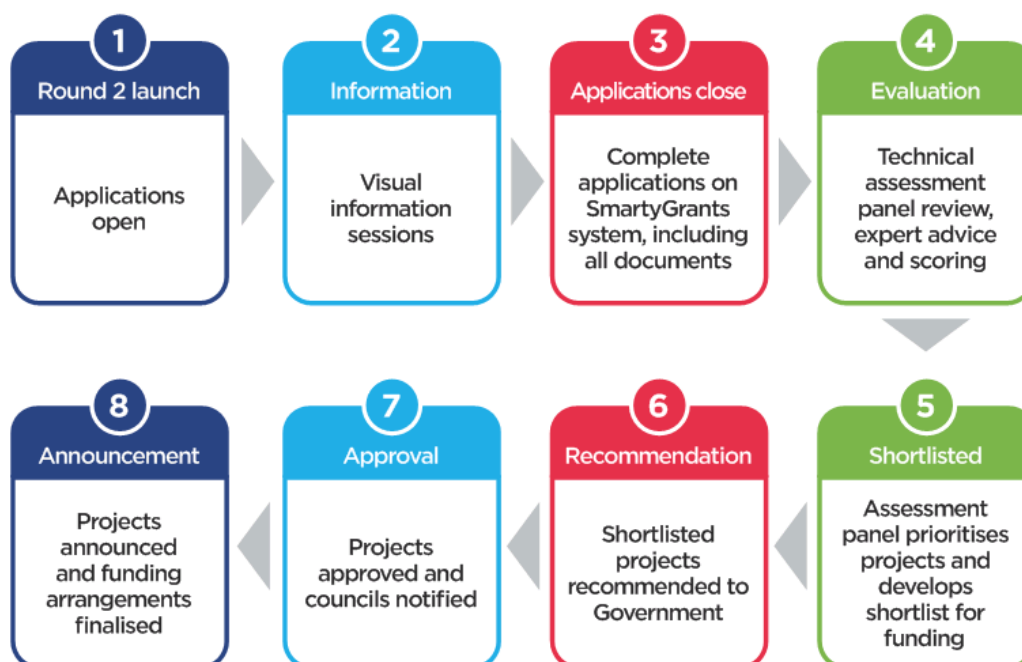 1
Round 2 launch
Applications
open
2
Information
Visual
information
sessions
3
Applications close
Complete
applications on
SmartyGrants
system, including
all documents
4
Evaluation
Technical
assessment
panel review,
expert advice
and scoring
5
Shortlisted
Assessment
panel prioritises
projects and
develops
shortlist for
funding
6
Recommendation
Shortlisted
projects
recommended to
Government
7
Approval
Projects
approved and
councils notified
8
Announcement
Projects
announced
and funding
arrangements
finalised